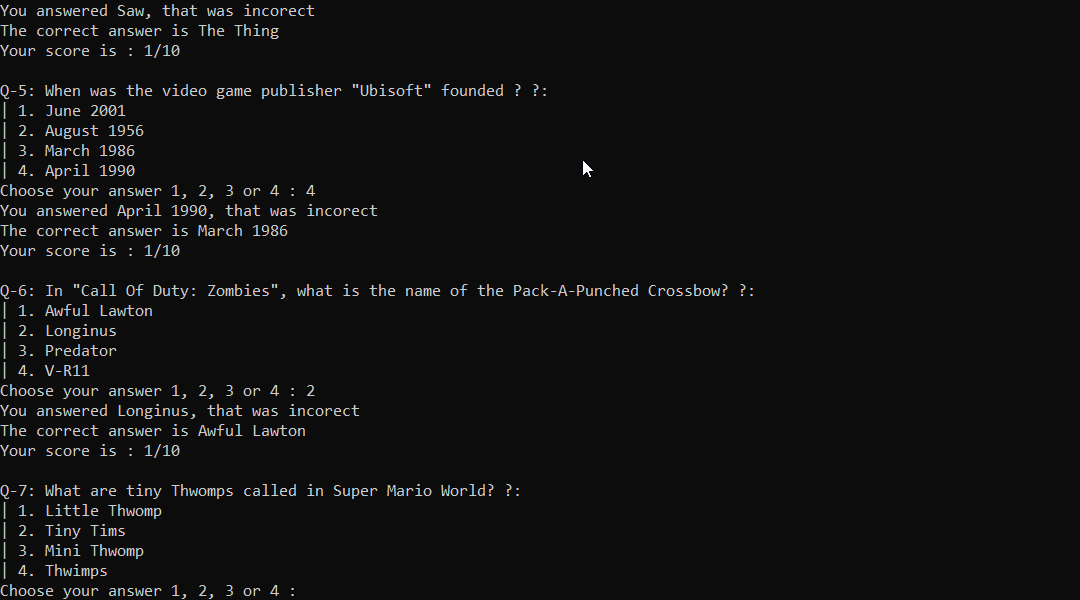 You answered Saw, that was incorect
The correct answer is The Thing
Your score is : 1/10
Q-5: When was the video game publisher "Ubisoft" founded ? ?:
| 1. June 2001
| 2. August 1956
| 3. March 1986
| 4. April 1990
Choose your answer 1, 2, 3 or 4 : 4
You answered April 1990, that was incorect
The correct answer is March 1986
Your score is : 1/10
Q-6: In "Call Of Duty: Zombies", what is the name of the Pack-A-Punched Crossbow? ?:
| 1. Awful Lawton
| 2. Longinus
| 3. Predator
| 4. V-R11
Choose your answer 1, 2, 3 or 4 : 2
You answered Longinus, that was incorect
The correct answer is Awful Lawton
Your score is : 1/10
Q-7: What are tiny Thwomps called in Super Mario World? ?:
| 1. Little Thwomp
| 2. Tiny Tims
| 3. Mini Thwomp
| 4. Thwimps
Choose your answer 1, 2, 3 or 4 :